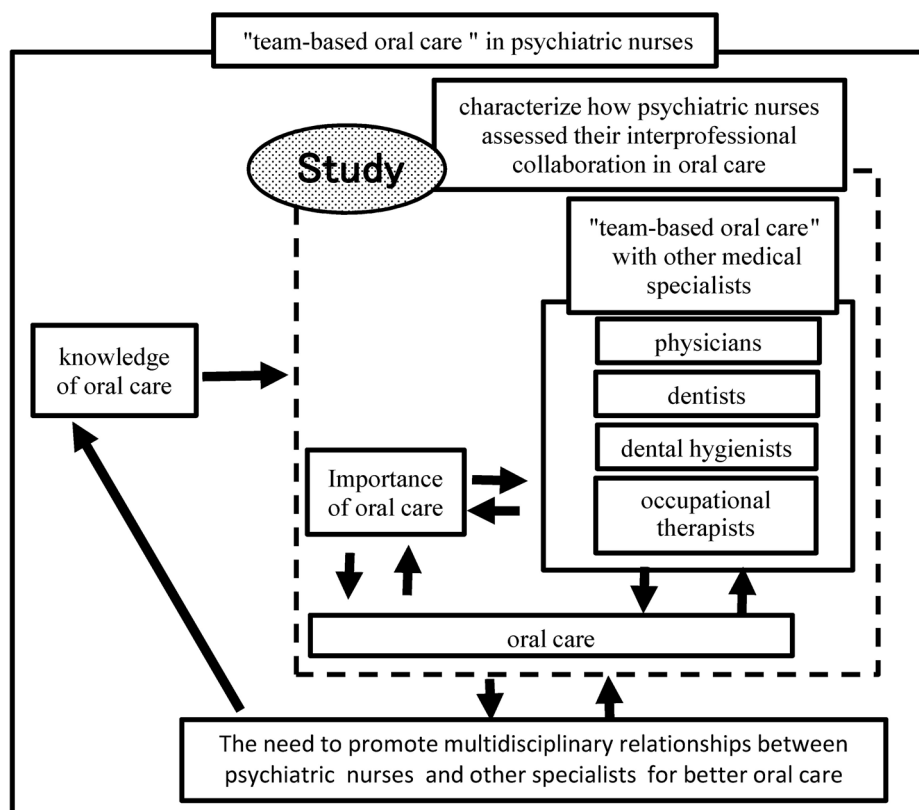 "team-based oral care " in psychiatric nurses
characterize how psychiatric nurses
assessed their interprofessional
collaboration in oral care
Study
"team-based oral care"
with other medical
specialists
physicians
knowledge
of oral care
dentists
dental hygienists
Importance
of oral care
occupational
therapists
oral care
The need to promote multidisciplinary relationships between
psychiatric nurses and other specialists for better oral care